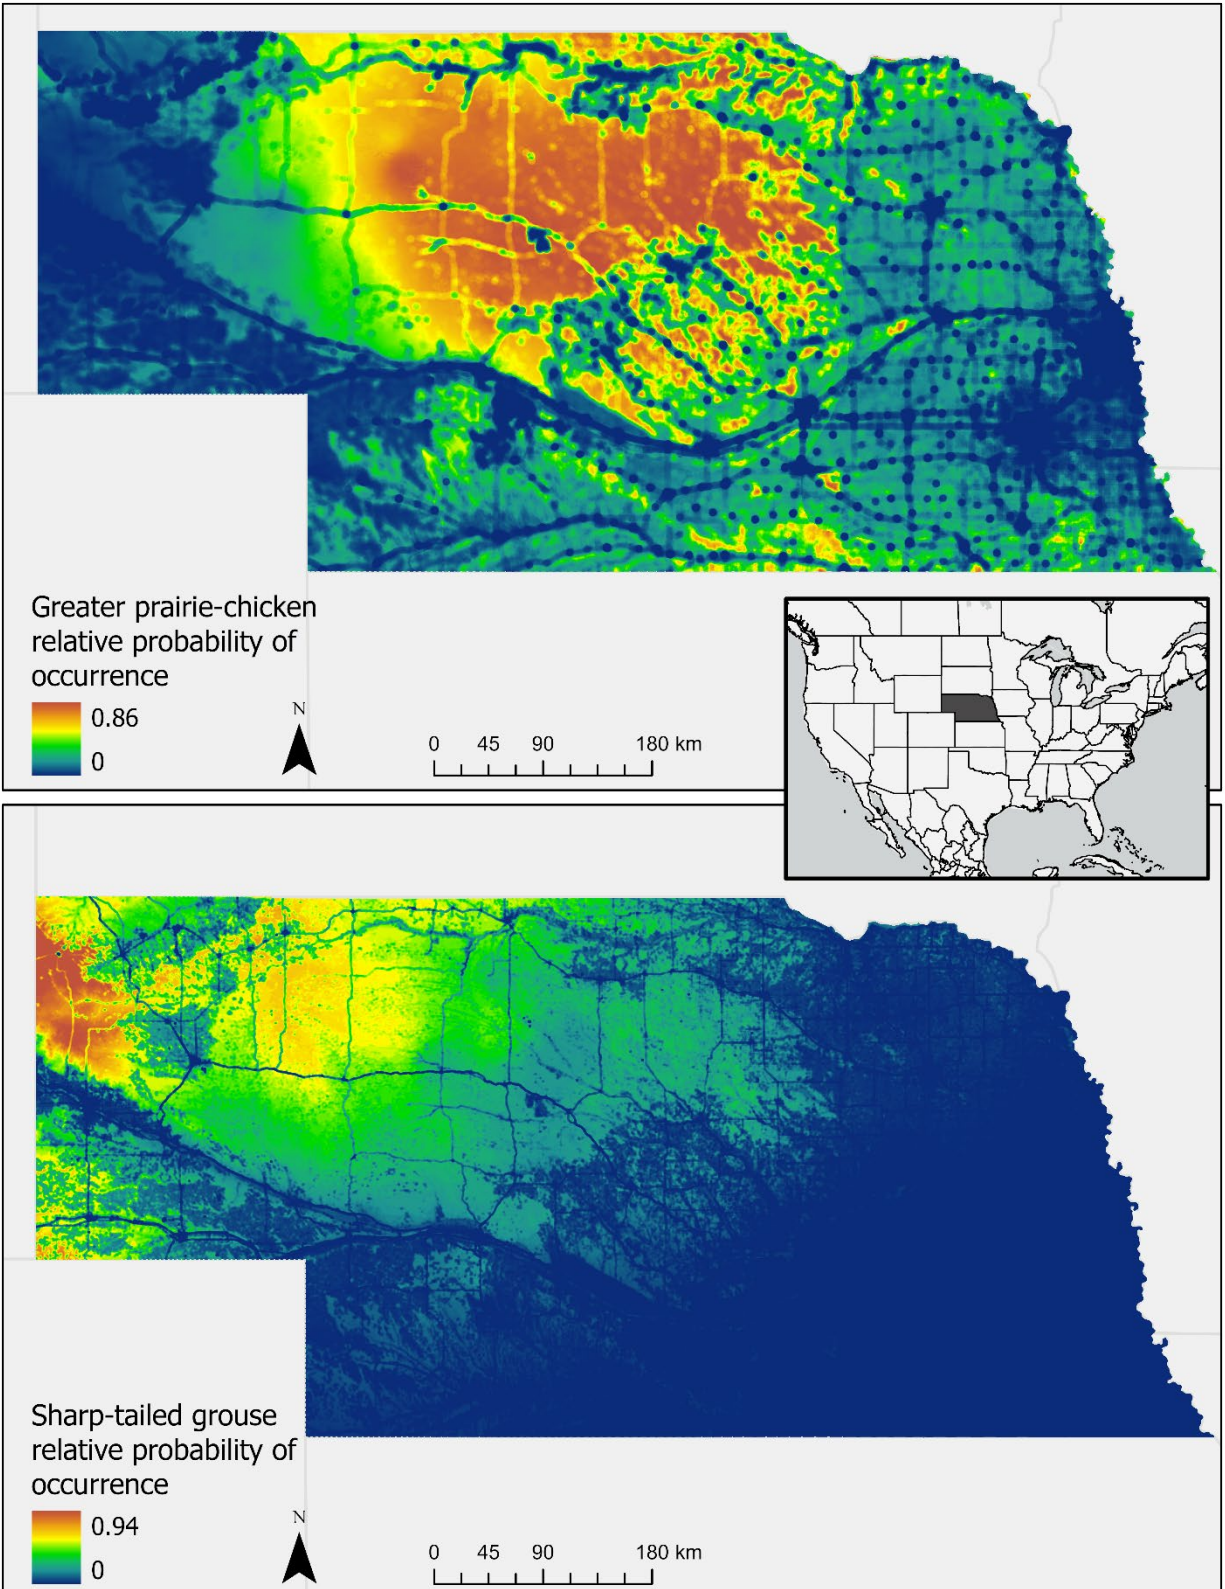 Greater prairie-chicken
relative probability of
occurrence
0.86
0
N
0 45 90 180 km
Sharp-tailed grouse
relative probability of
occurrence
0.94
0
N
0 45 90 180 km